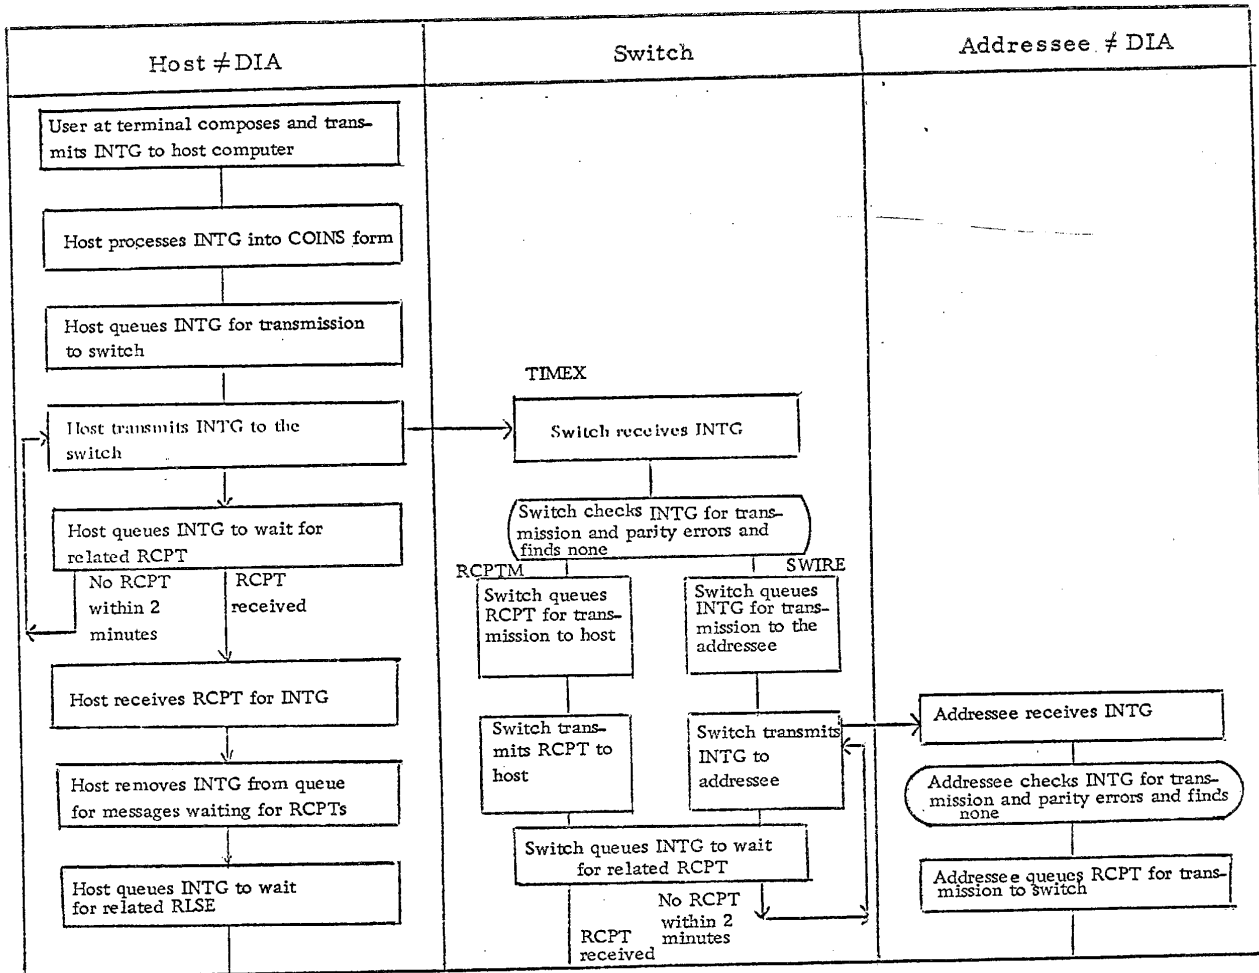 Host ≠ DIA
Switch
Addressee ≠ DIA
User at terminal composes and trans-
mits INTG to host computer
Host processes INTG into COINS form
Host queues INTG for transmission
to switch
Host transmits INTG to the
switch
Host queues INTG to wait for
related RCPT
No RCPT
within 2
minutes
RCPT
received
Host receives RCPT for INTG
Host removes INTG from queue
for messages waiting for RCPTs
Host queues INTG to wait
for related RLSE
TIMEX
Switch receives INTG
Switch checks INTG for trans-
mission and parity errors and
finds none
RCPTM
Switch queues
RCPT for trans-
mission to host
Switch trans-
mits RCPT to
host
SWIRE
Switch queues
INTG for trans-
mission to the
addressee
Switch transmits
INTG to
addressee
Switch queues INTG to wait
for related RCPT
RCPT
received
No RCPT
within 2
minutes
Addressee receives INTG
Addressee checks INTG for trans-
mission and parity errors and finds
none
Addressee queues RCPT for trans-
mission to switch